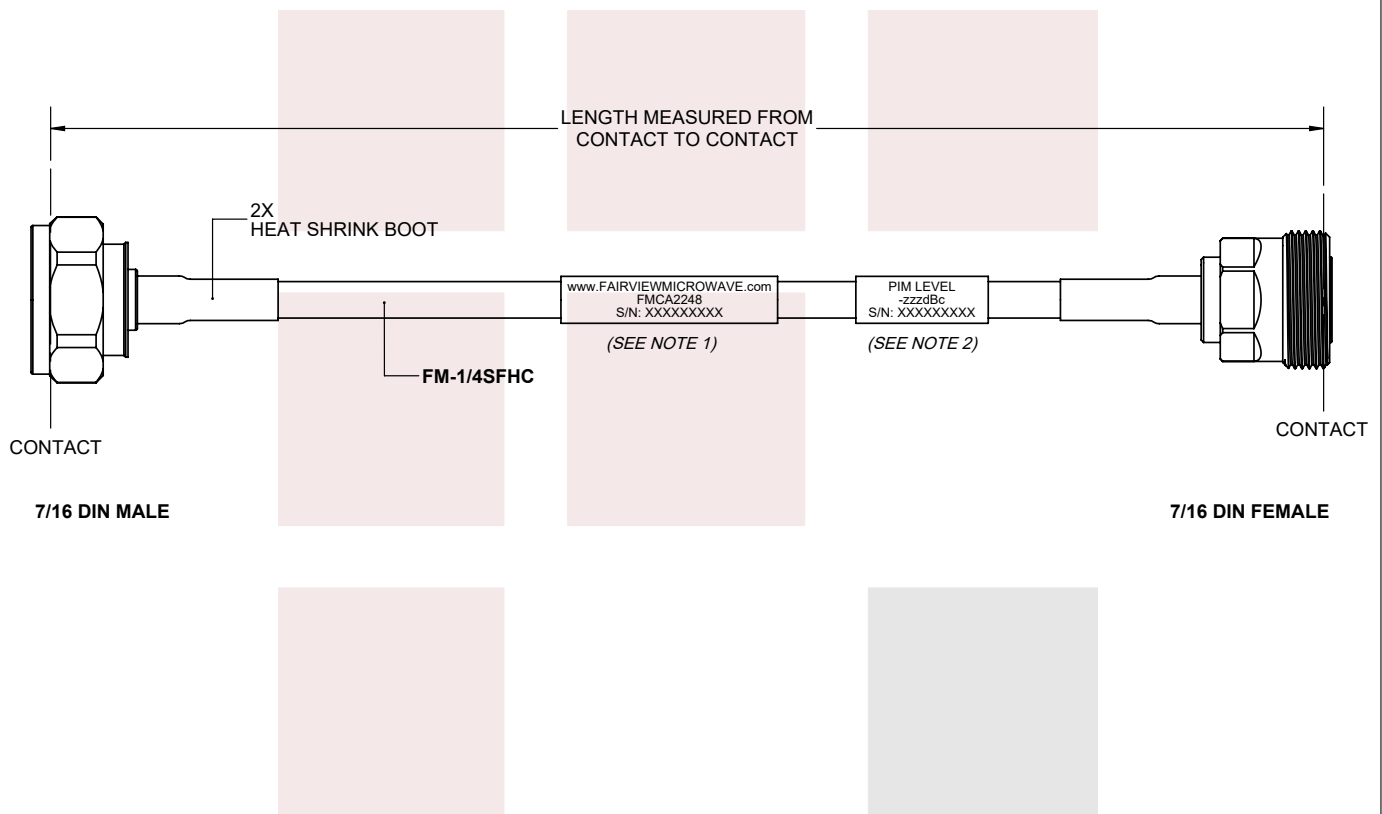 LENGTH MEASURED FROM
CONTACT TO CONTACT
2X
HEAT SHRINK BOOT
www.FAIRVIEWMICROWAVE.com
FMCA2248
S/N: XXXXXXXXX
PIM LEVEL
-zzzdBc
S/N: XXXXXXXXX
(SEE NOTE 1)
(SEE NOTE 2)
FM-1/4SFHC
CONTACT
CONTACT
7/16 DIN MALE
7/16 DIN FEMALE